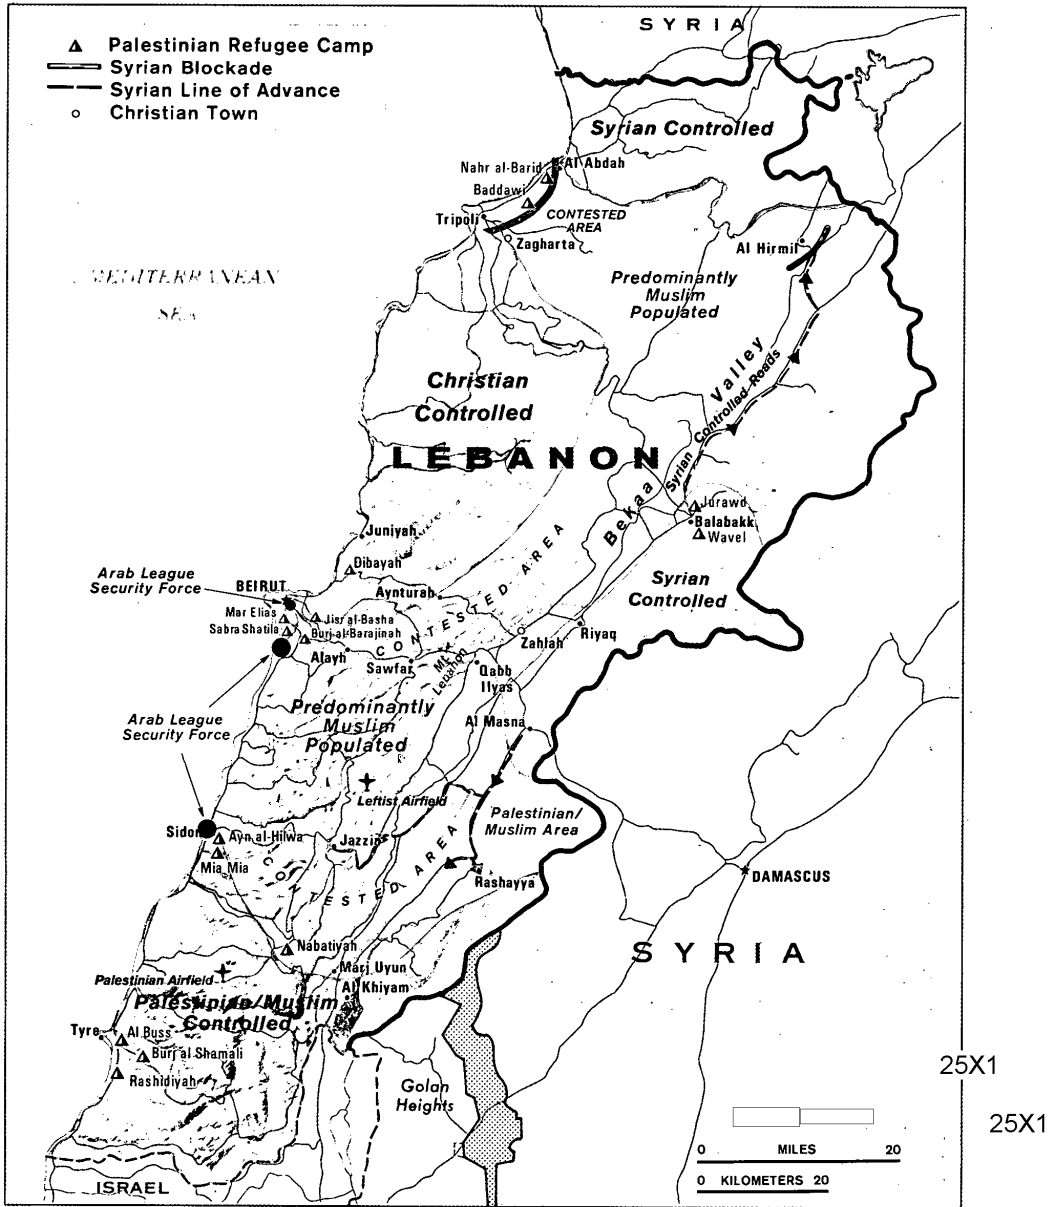 SYRIA
Palestinian Refugee Camp
Syrian Blockade
Syrian Line of Advance
Christian Town
Syrian Controlled
Nahr al-Barid
Al Abdah
Baddawi
Tripoli
CONTESTED
AREA
Zagharta
Al Hirmil
MEDITERRANEAN
SEA
Predominantly
Muslim
Populated
Christian
Controlled
Valley
Syrian Controlled Roads
LEBANON
Bekaa
Jurawd
Balabakk
Wavel
Juniyah
Dibayah
Arab League
Security Force
BEIRUT
Aynturab
CONTESTED AREA
Syrian
Controlled
Mar Elias
Jisr al-Basha
Sabra Shatila
Burj al-Barajinah
Zahlah
Riyaq
Alayh
Sawfar
Mt. Lebanon
Qabb
Ilyas
Predominantly
Muslim
Populated
Al Masna
Arab League
Security Force
Leftist Airfield
Palestinian/
Muslim Area
Sidon
Ayn al-Hilwa
Jazzin
Mia Mia
CONTESTED AREA
Rashayya
DAMASCUS
SYRIA
Nabatiyah
Marj Uyun
Palestinian Airfield
Al Khiyam
Palestinian/Muslim
Controlled
Tyre
Al Buss
Burj al Shamali
Rashidiyah
Golan
Heights
25X1
25X1
0 MILES 20
0 KILOMETERS 20
ISRAEL